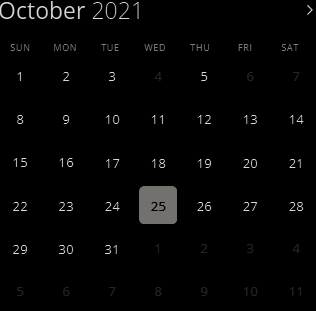 October 2021
SUN MON TUE WED THU FRI SAT
1 2 3 4 5 6 7
8 9 10 11 12 13 14
15 16 17 18 19 20 21
22 23 24 25 26 27 28
29 30 31 1 2 3 4
5 6 7 8 9 10 11